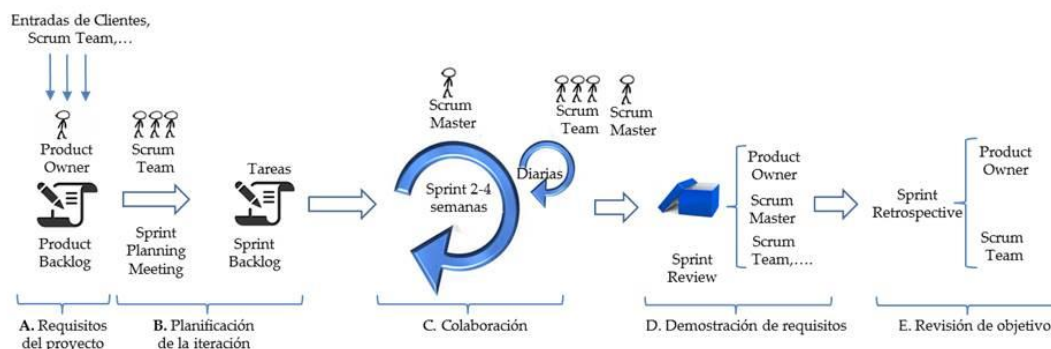 Entradas de Clientes,
Scrum Team,...
Product
Owner
Product
Backlog
Scrum
Team
Sprint
Planning
Meeting
Tareas
Sprint
Backlog
Scrum
Master
Sprint 2-4
semanas
Scrum
Team
Scrum
Master
Diarias
Sprint
Review
Product
Owner
Scrum
Master
Scrum
Team,....
Sprint
Retrospective
Product
Owner
Scrum
Team
A. Requisitos
del proyecto
B. Planificación
de la iteración
C. Colaboración
D. Demostración de requisitos
E. Revisión de objetivo